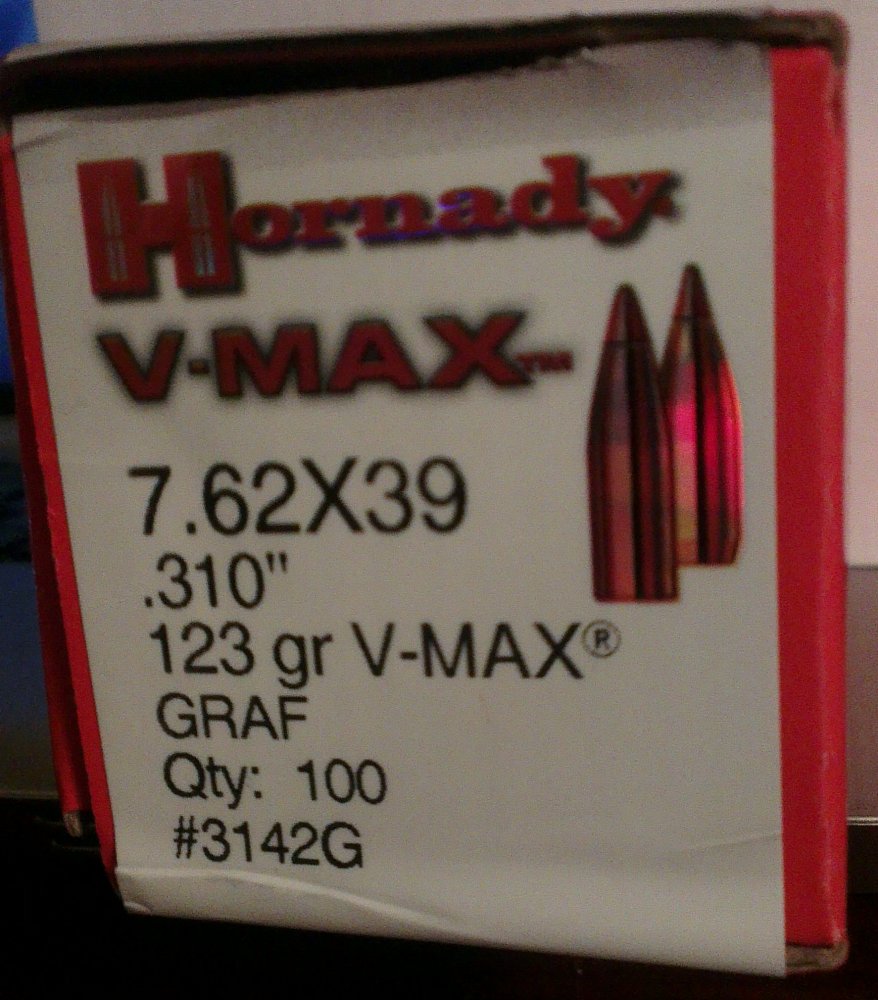 Hornady
V-MAX™
7.62X39
.310"
123 gr V-MAX®
GRAF
Qty: 100
#3142G